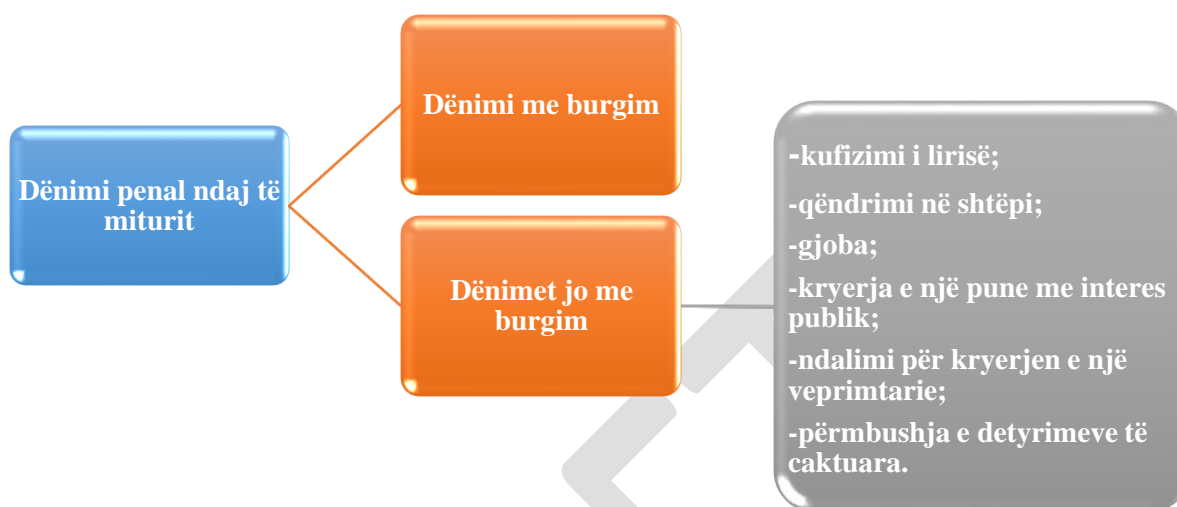 Dënimi penal ndaj të
miturit
Dënimi me burgim
Dënimet jo me
burgim
-kufizimi i lirisë;
-qëndrimi në shtëpi;
-gjoba;
-kryerja e një pune me interes
publik;
-ndalimi për kryerjen e një
veprimtarie;
-përmbushja e detyrimeve të
caktuara.